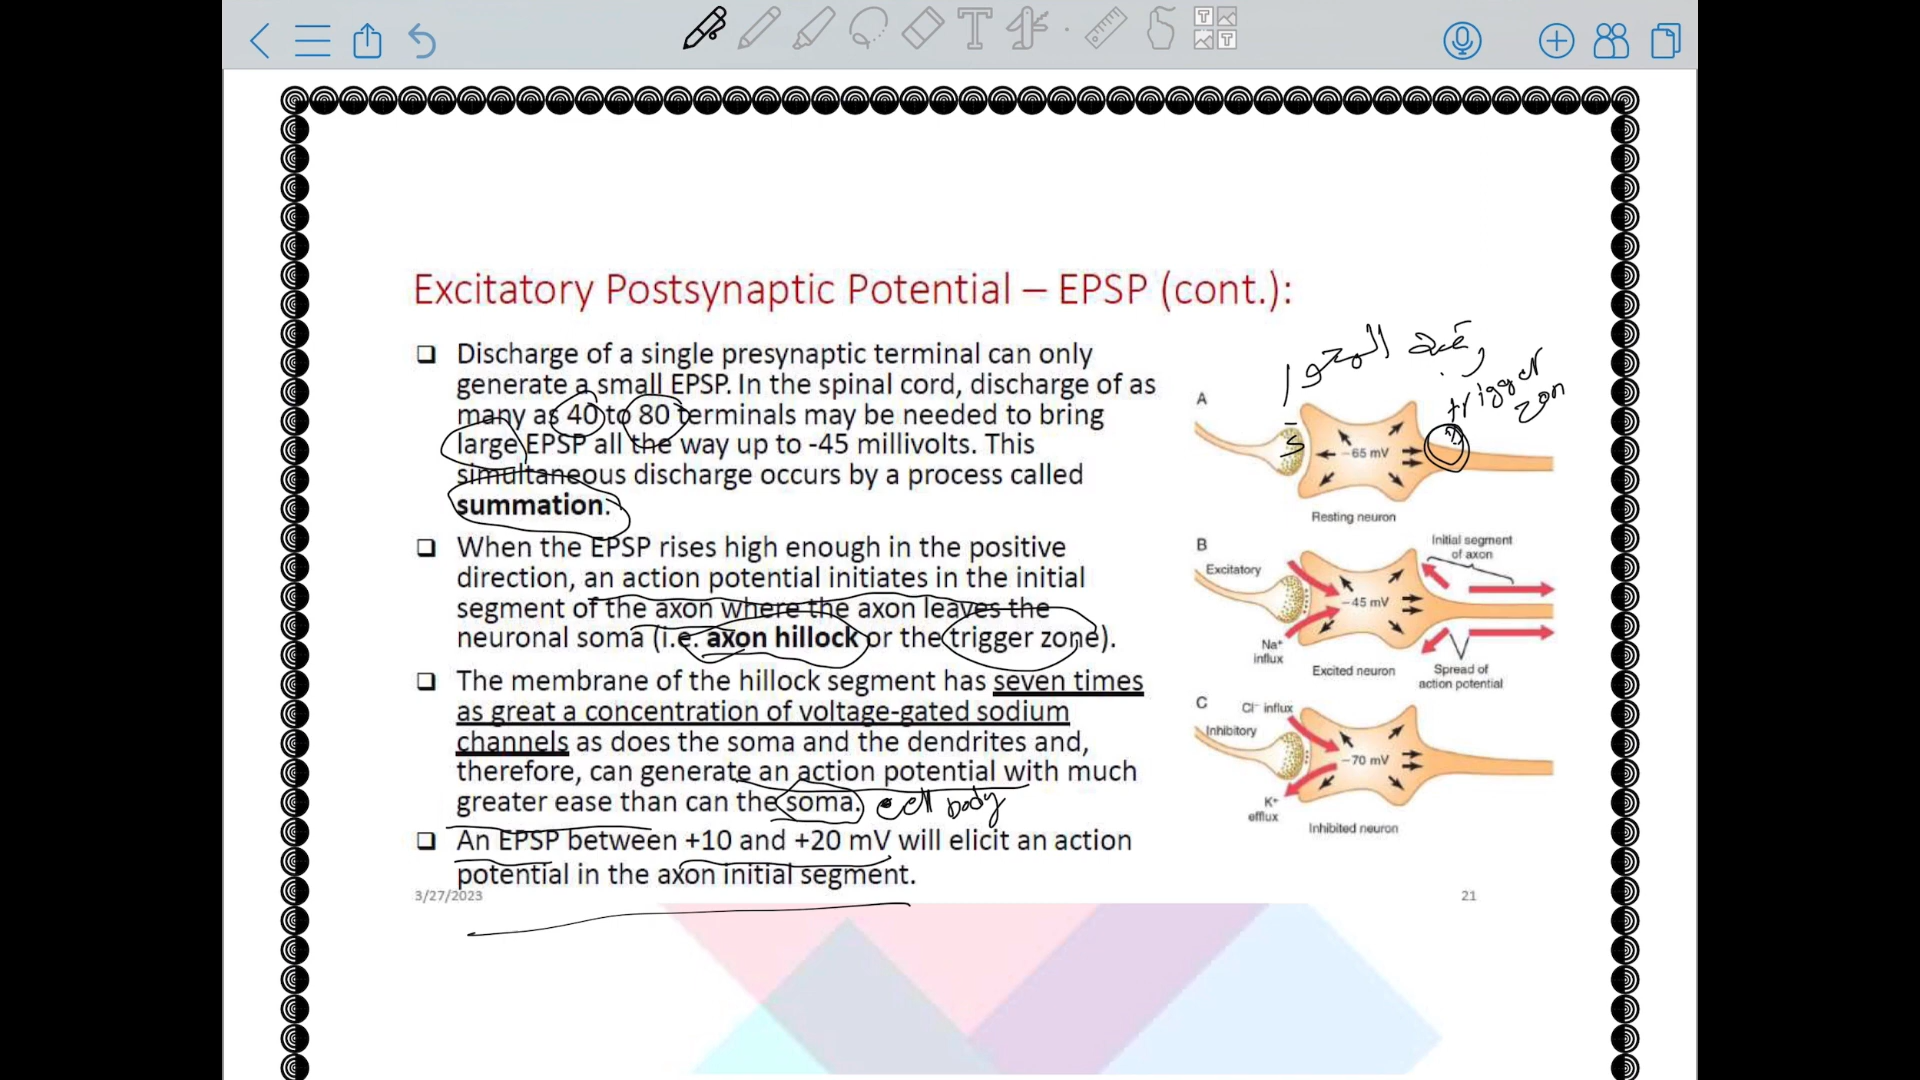 Excitatory Postsynaptic Potential – EPSP (cont.):
Discharge of a single presynaptic terminal can only
generate a small EPSP. In the spinal cord, discharge of as
many as 40 to 80 terminals may be needed to bring
large EPSP all the way up to -45 millivolts. This
simultaneous discharge occurs by a process called
summation.
When the EPSP rises high enough in the positive
direction, an action potential initiates in the initial
segment of the axon where the axon leaves the
neuronal soma (i.e. axon hillock or the trigger zone).
The membrane of the hillock segment has seven times
as great a concentration of voltage-gated sodium
channels as does the soma and the dendrites and,
therefore, can generate an action potential with much
greater ease than can the soma. cell body
An EPSP between +10 and +20 mV will elicit an action
potential in the axon initial segment.
3/27/2023
المحور
trigger
zon
A
−65 mV
Resting neuron
B
Excitatory
Initial segment
of axon
−45 mV
Na+
influx
Excited neuron
Spread of
action potential
C
Cl− influx
Inhibitory
−70 mV
K+
efflux
Inhibited neuron
21